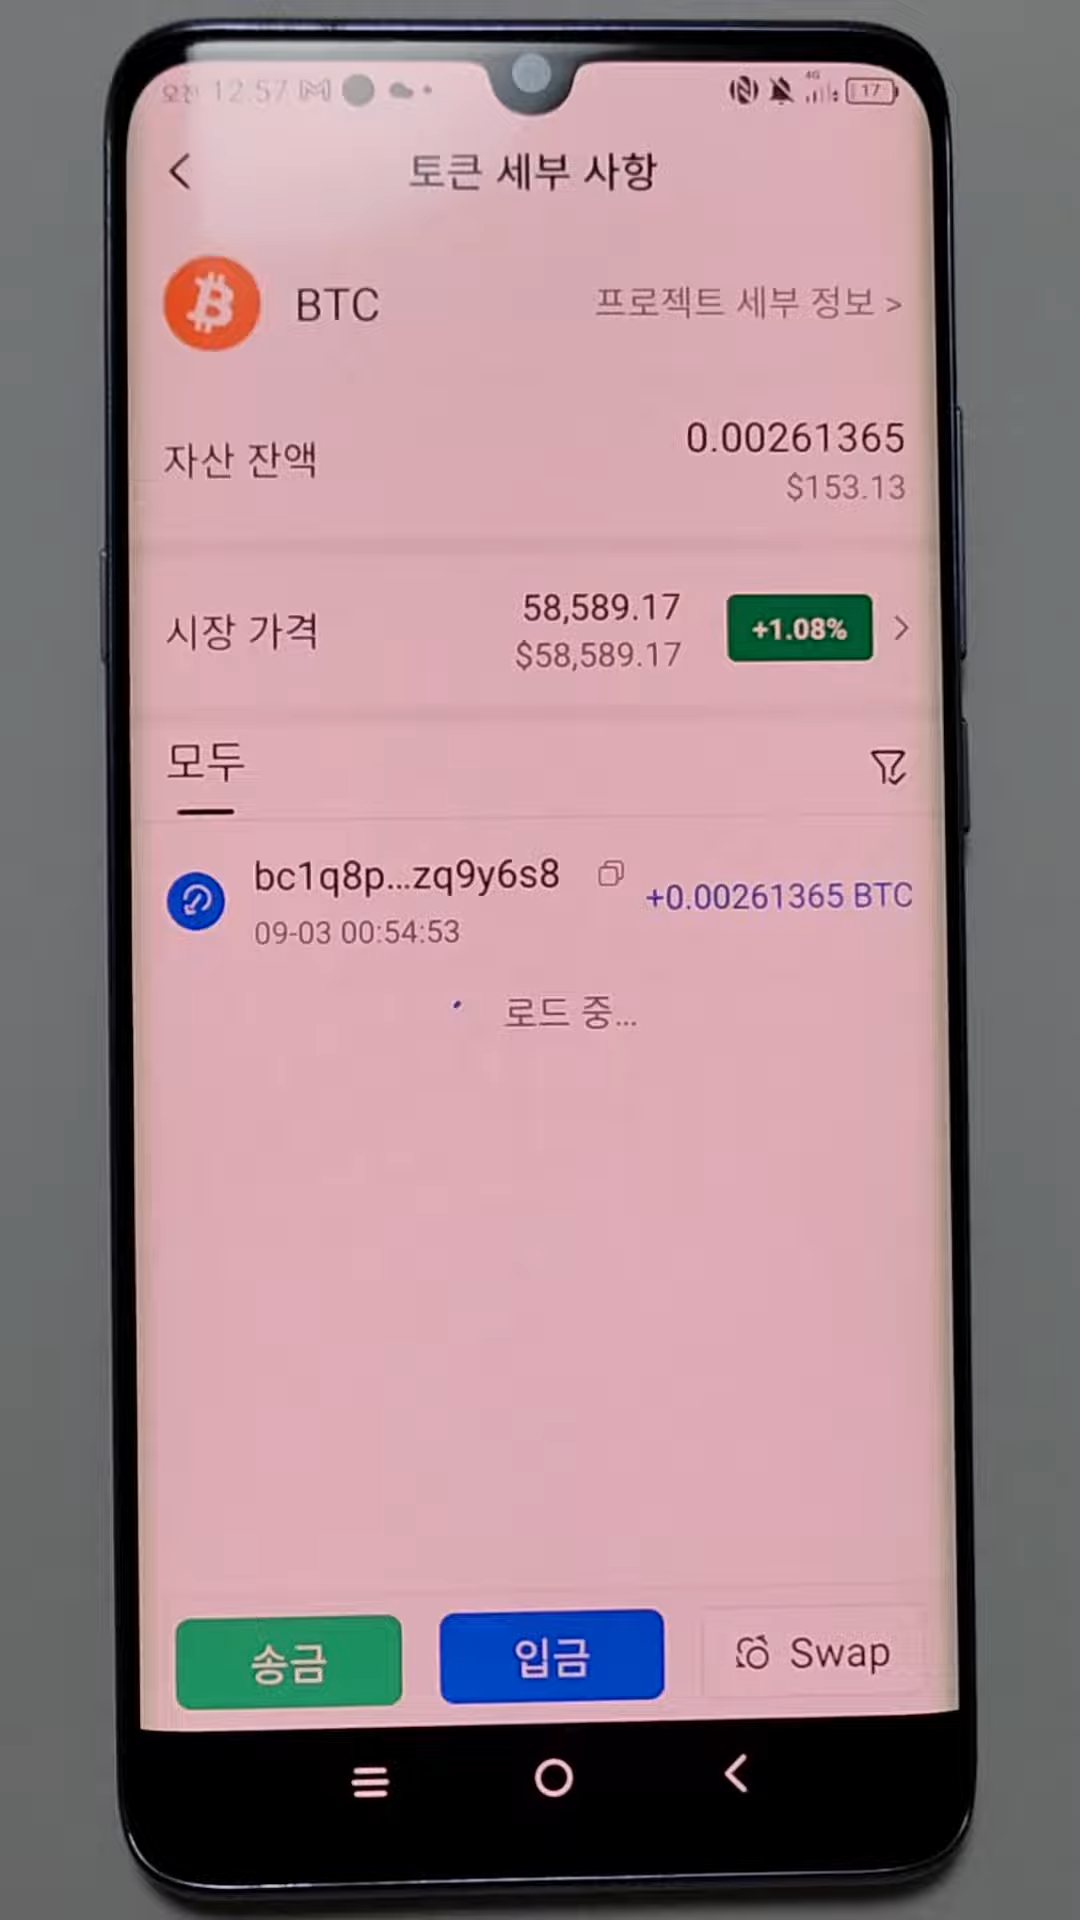 오전 12:57
4G
17
토큰 세부 사항
BTC
프로젝트 세부 정보 >
자산 잔액
0.00261365
$153.13
시장 가격
58,589.17
$58,589.17
+1.08%
모두
bc1q8p...zq9y6s8
+0.00261365 BTC
09-03 00:54:53
로드 중...
송금
입금
Swap